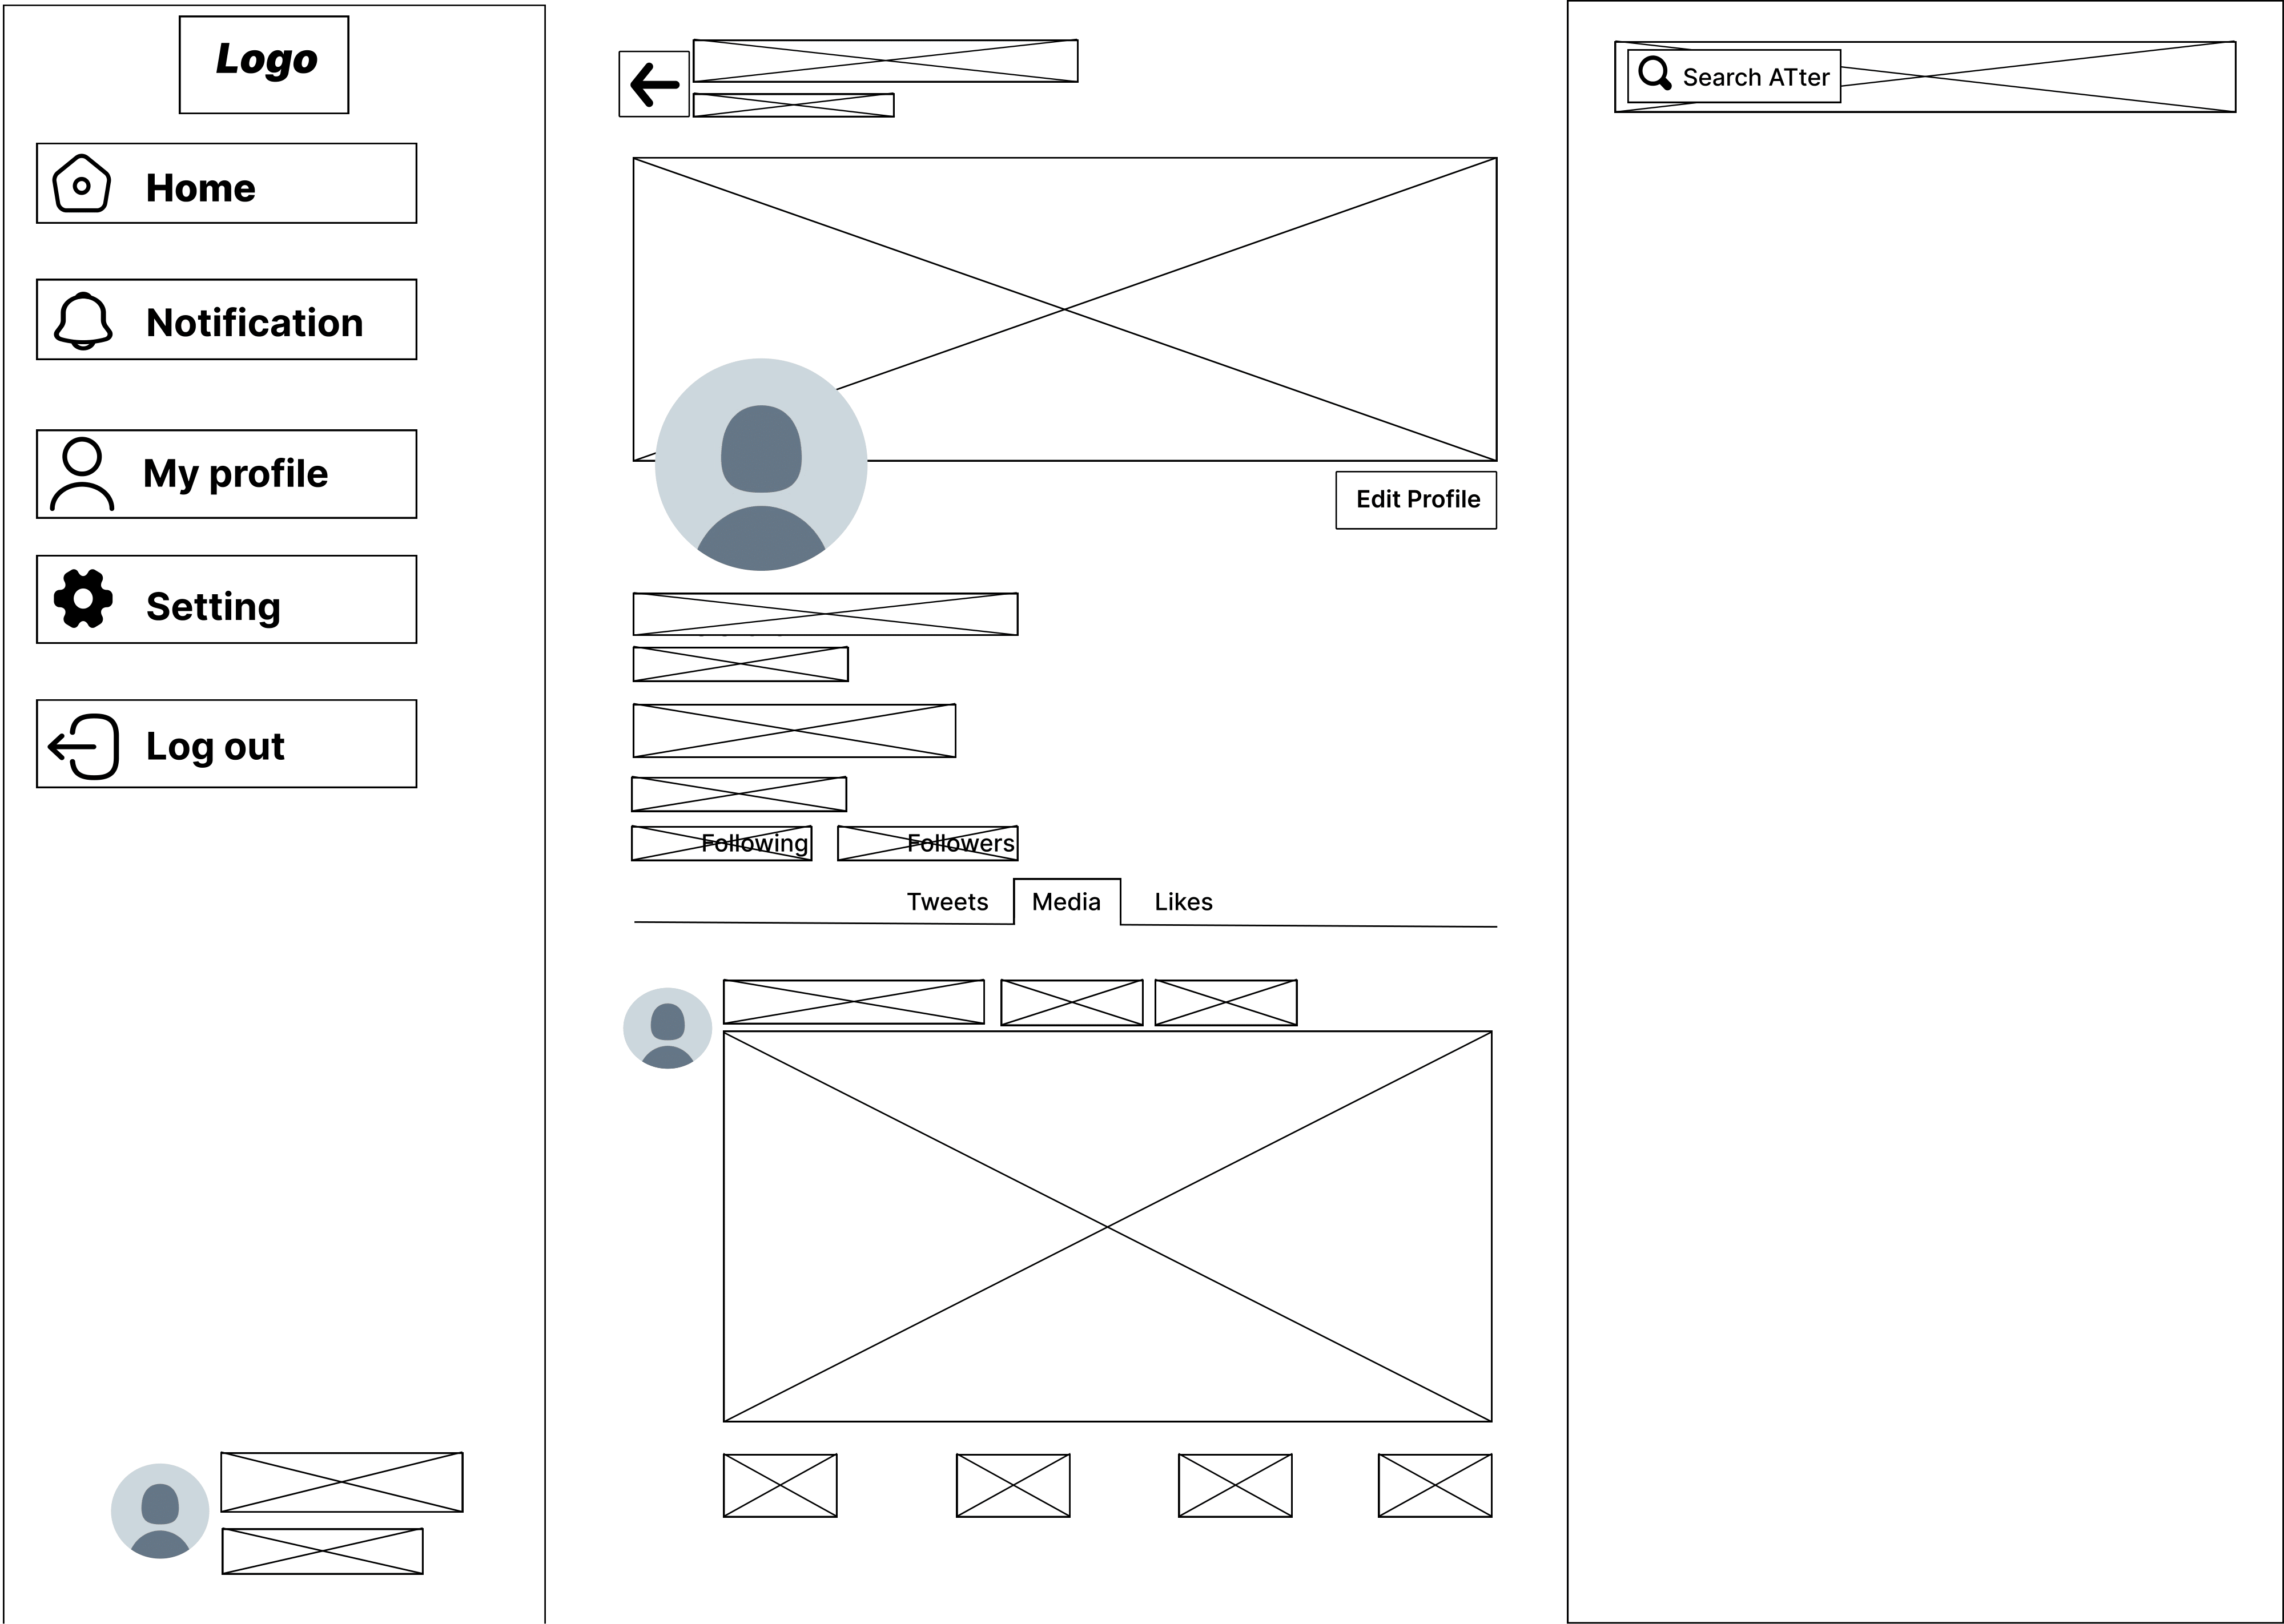 Logo
Home
Notification
My profile
Setting
Log out
Edit Profile
Following
Followers
Tweets
Media
Likes
Search ATter